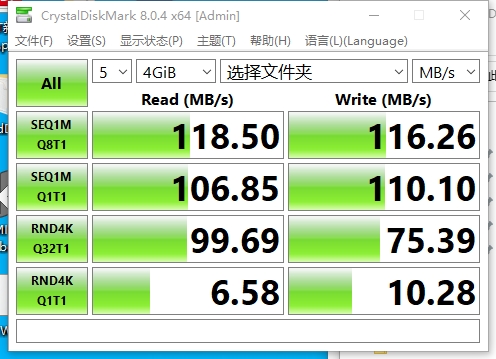 CrystalDiskMark 8.0.4 x64 [Admin]
文件(F) 设置(S) 显示状态(P) 主题(T) 帮助(H) 语言(L)(Language)
All 5 4GiB 选择文件夹 MB/s
Read (MB/s) Write (MB/s)
SEQ1M
Q8T1
118.50 116.26
SEQ1M
Q1T1
106.85 110.10
RND4K
Q32T1
99.69 75.39
RND4K
Q1T1
6.58 10.28